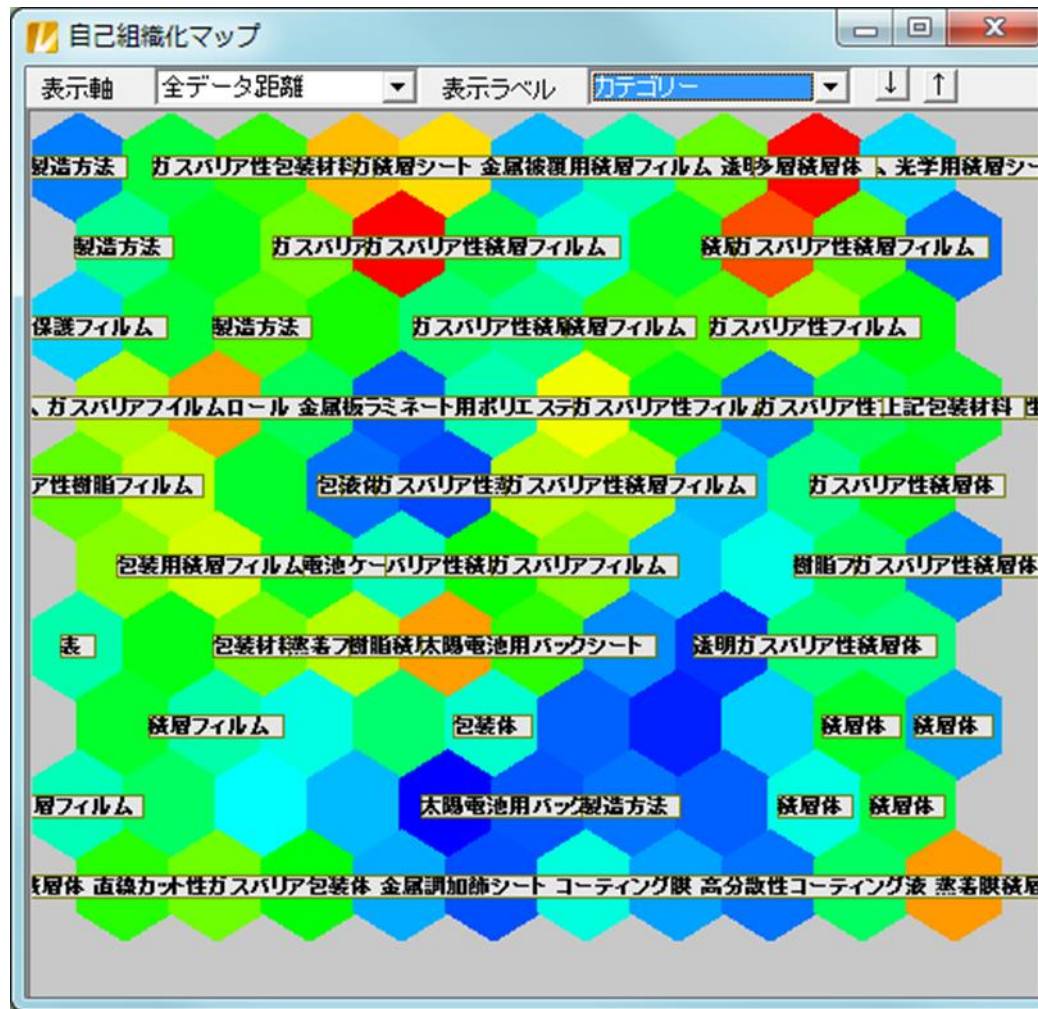 自己組織化マップ
表示軸 全データ距離 表示ラベル カテゴリー ↓ ↑
製造方法 ガスバリア性包装材料 積層シート 金属被覆用積層フィルム 透明 多層積層体 、光学用積層シー
製造方法 ガスバリア ガスバリア性積層フィルム 積層 ガスバリア性積層フィルム
保護フィルム 製造方法 ガスバリア性積層 積層フィルム ガスバリア性フィルム
、ガスバリアフイルムロール 金属板ラミネート用ポリエステ ガスバリア性フィルム ガスバリア性 上記包装材料 性
ア性樹脂フィルム 包 液体 ガスバリア性 ガスバリア性積層フィルム ガスバリア性積層体
包装用積層フィルム 電池ケー バリア性積 ガスバリアフィルム 樹脂フ ガスバリア性積層体
表 包装材料 蒸着フ 樹脂積 太陽電池用バックシート 透明ガスバリア性積層体
積層フィルム 包装体 積層体 積層体
層フィルム 太陽電池用バック 製造方法 積層体 積層体
積層体 直線カット性ガスバリア包装体 金属調加飾シート コーティング膜 高分散性コーティング液 蒸着膜積層